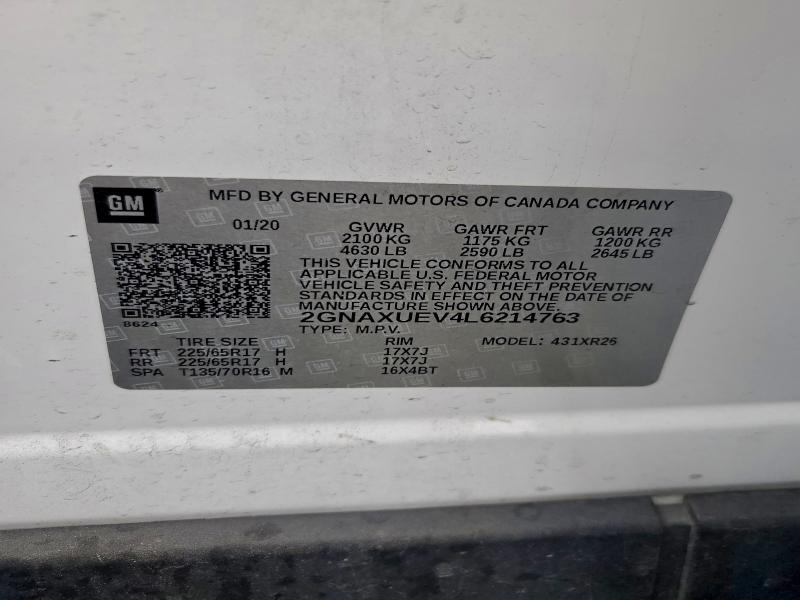 GM MFD BY GENERAL MOTORS OF CANADA COMPANY
01/20 GVWR GAWR FRT GAWR RR
2100 KG 1175 KG 1200 KG
4630 LB 2590 LB 2645 LB
THIS VEHICLE CONFORMS TO ALL
APPLICABLE U.S. FEDERAL MOTOR
VEHICLE SAFETY AND THEFT PREVENTION
STANDARDS IN EFFECT ON THE DATE OF
MANUFACTURE SHOWN ABOVE.
8624 2GNAXUEV4L6214763
TYPE: M.P.V.
TIRE SIZE RIM MODEL: 431XR26
FRT 225/65R17 H 17X7J
RR 225/65R17 H 17X7J
SPA T135/70R16 M 16X4BT